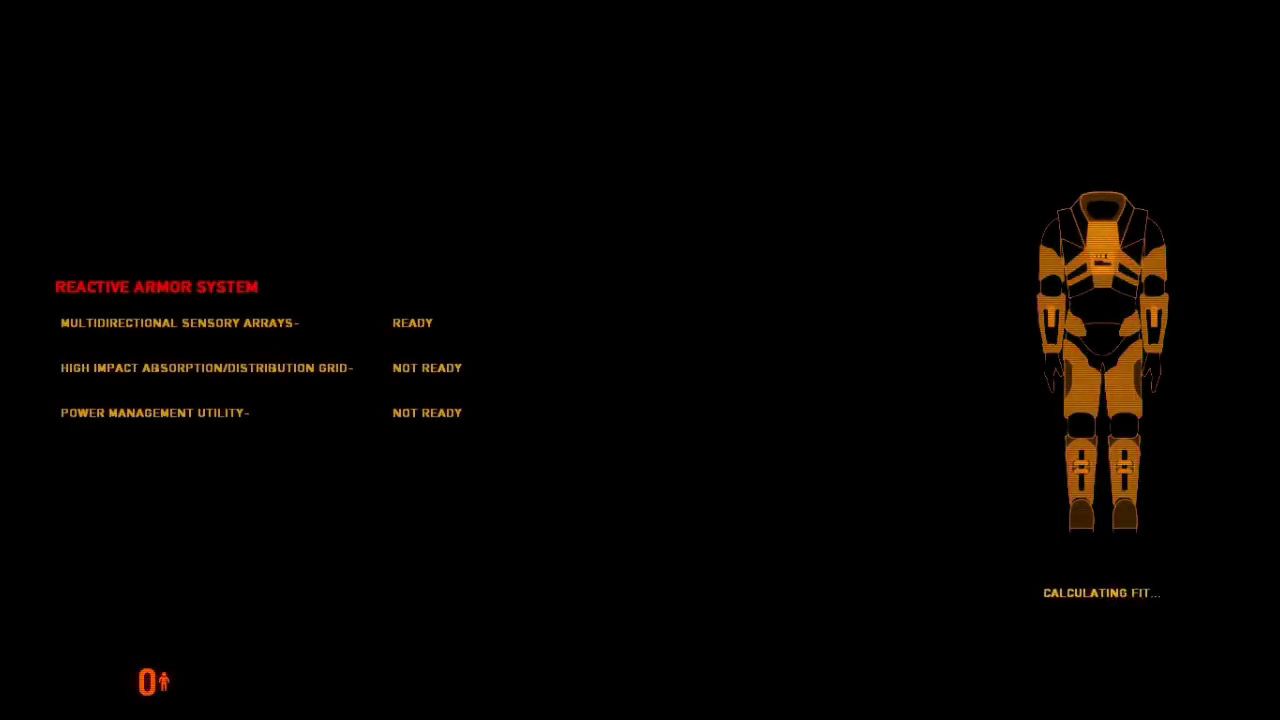 REACTIVE ARMOR SYSTEM
MULTIDIRECTIONAL SENSORY ARRAYS- READY
HIGH IMPACT ABSORPTION/DISTRIBUTION GRID- NOT READY
POWER MANAGEMENT UTILITY- NOT READY
CALCULATING FIT...
0